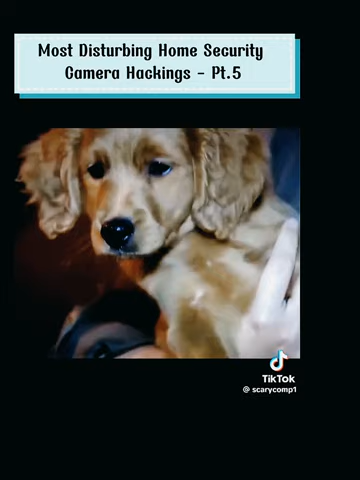 Most Disturbing Home Security
Camera Hackings - Pt.5
TikTok
@ scarycomp1